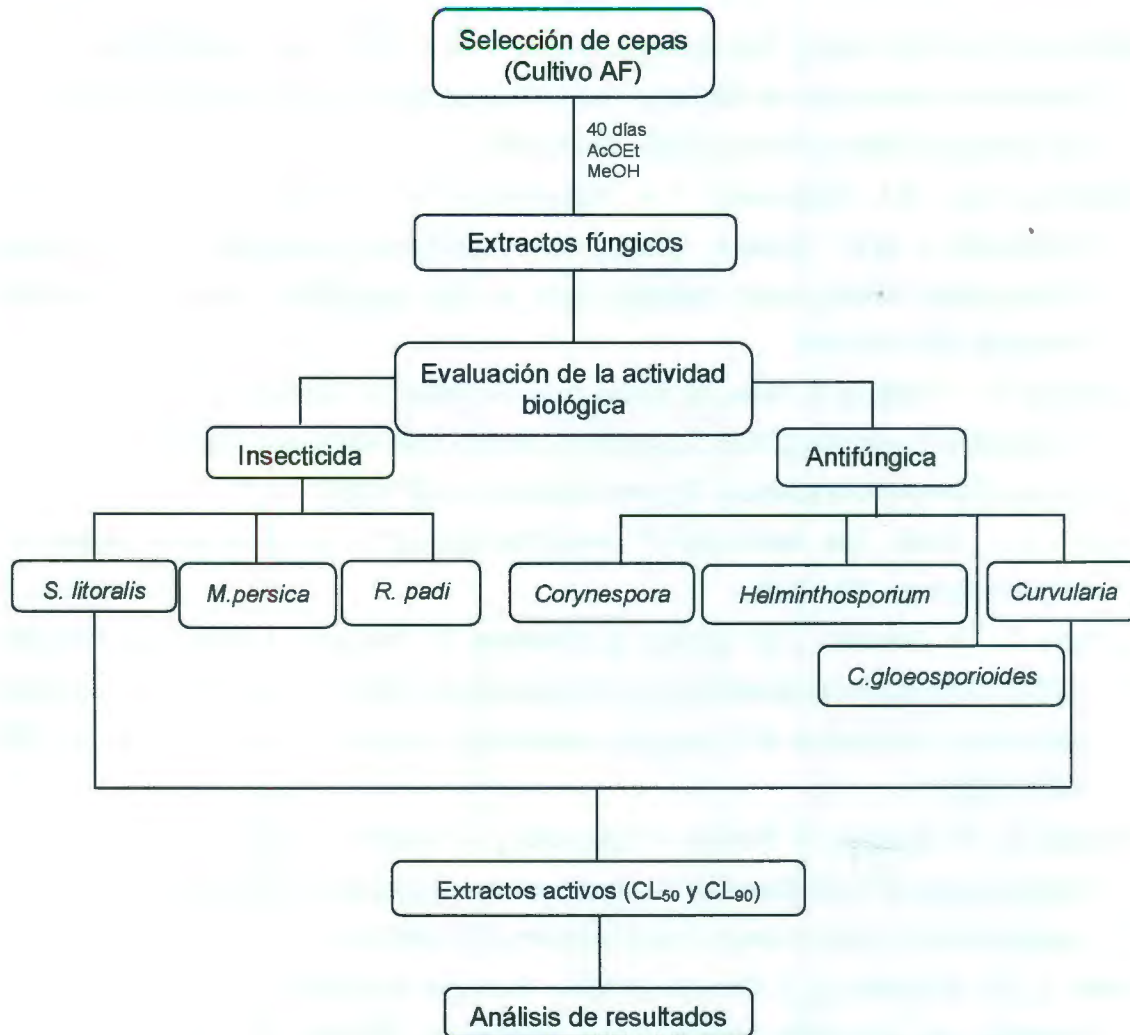 Selección de cepas
(Cultivo AF)
40 días
AcOEt
MeOH
Extractos fúngicos
Evaluación de la actividad
biológica
Insecticida
Antifúngica
S. litoralis
M.persica
R. padi
Corynespora
Helminthosporium
Curvularia
C.gloeosporioides
Extractos activos (CL₅₀ y CL₉₀)
Análisis de resultados